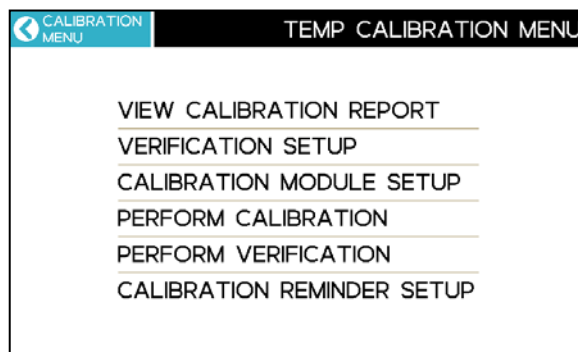 CALIBRATION
MENU
TEMP CALIBRATION MENU
VIEW CALIBRATION REPORT
VERIFICATION SETUP
CALIBRATION MODULE SETUP
PERFORM CALIBRATION
PERFORM VERIFICATION
CALIBRATION REMINDER SETUP